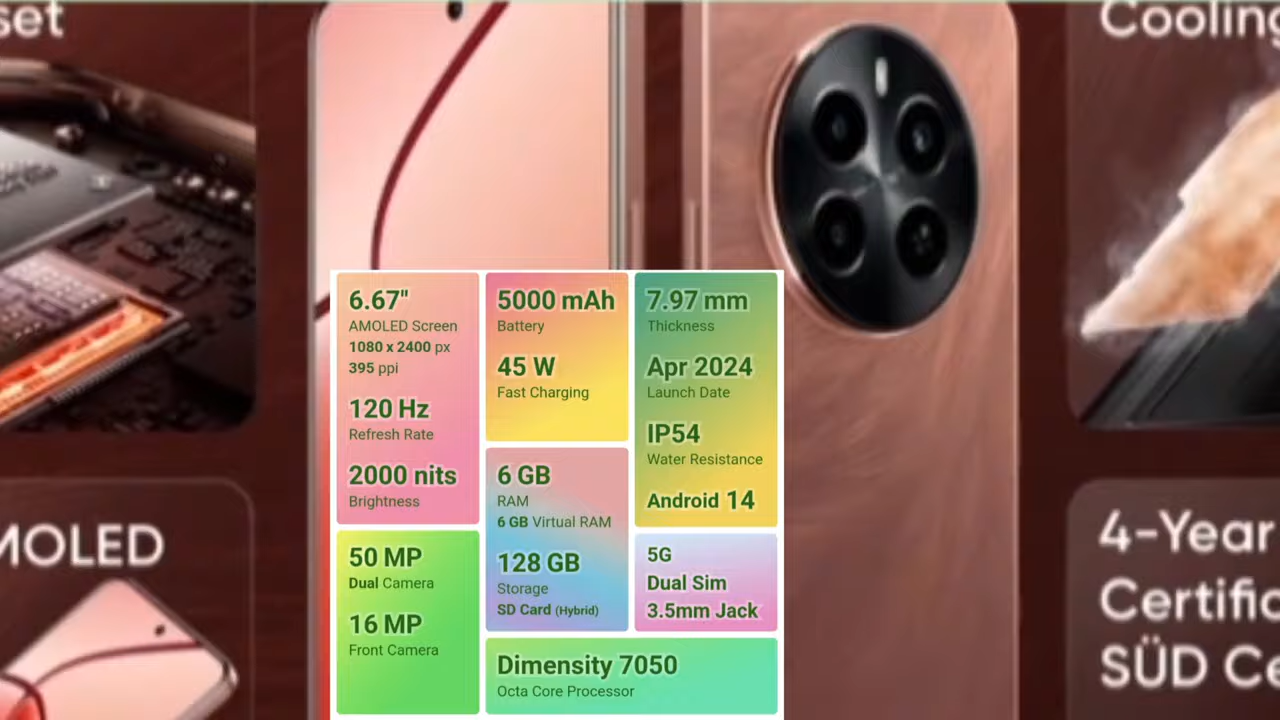 set
Cooling
6.67"
AMOLED Screen
1080 x 2400 px
395 ppi
120 Hz
Refresh Rate
2000 nits
Brightness
50 MP
Dual Camera
16 MP
Front Camera
5000 mAh
Battery
45 W
Fast Charging
6 GB
RAM
6 GB Virtual RAM
128 GB
Storage
SD Card (Hybrid)
7.97 mm
Thickness
Apr 2024
Launch Date
IP54
Water Resistance
Android 14
5G
Dual Sim
3.5mm Jack
Dimensity 7050
Octa Core Processor
MOLED
4-Year
Certific
SÜD Ce